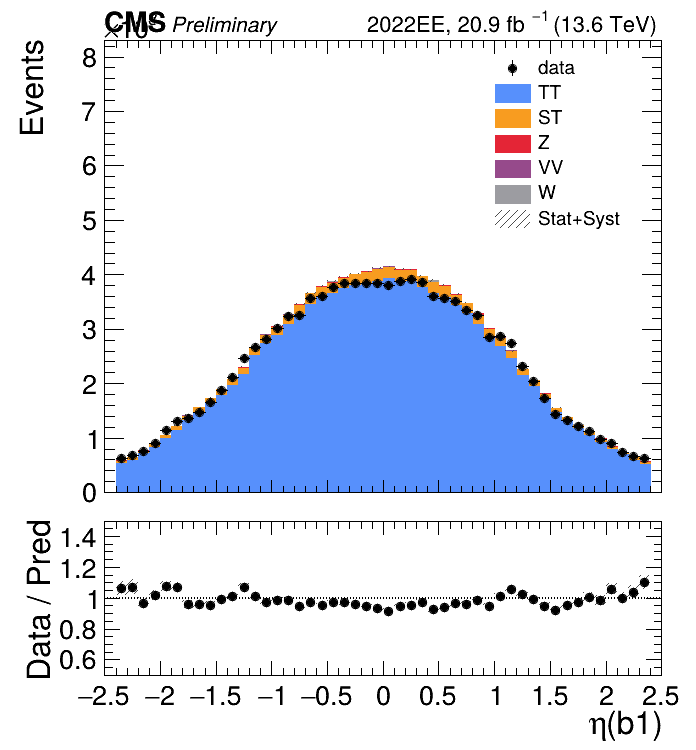 CMS Preliminary 2022EE, 20.9 fb⁻¹ (13.6 TeV)
Events
8
7
6
5
4
3
2
1
0
data
TT
ST
Z
VV
W
Stat+Syst
Data / Pred
1.4
1.2
1
0.8
0.6
−2.5 −2 −1.5 −1 −0.5 0 0.5 1 1.5 2 2.5
η(b1)